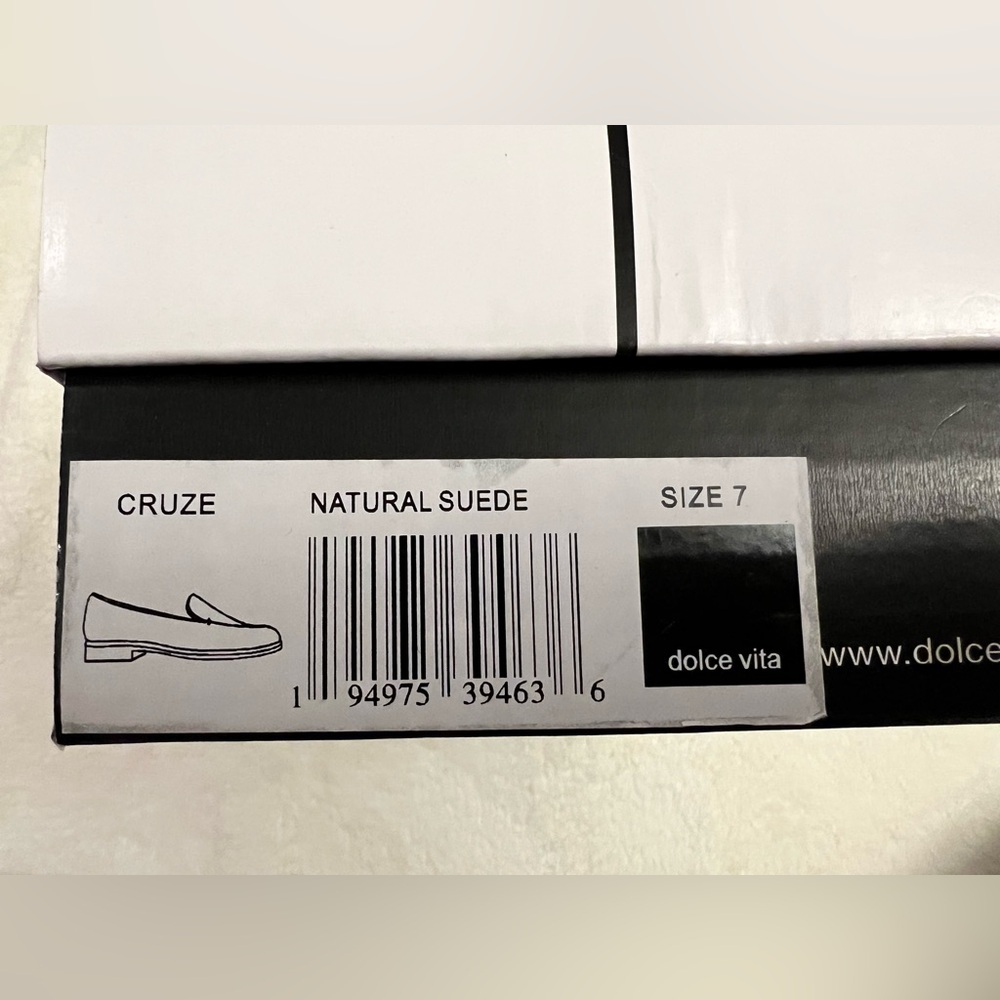 CRUZE NATURAL SUEDE SIZE 7
dolce vita
www.dolce
1 94975 39463 6